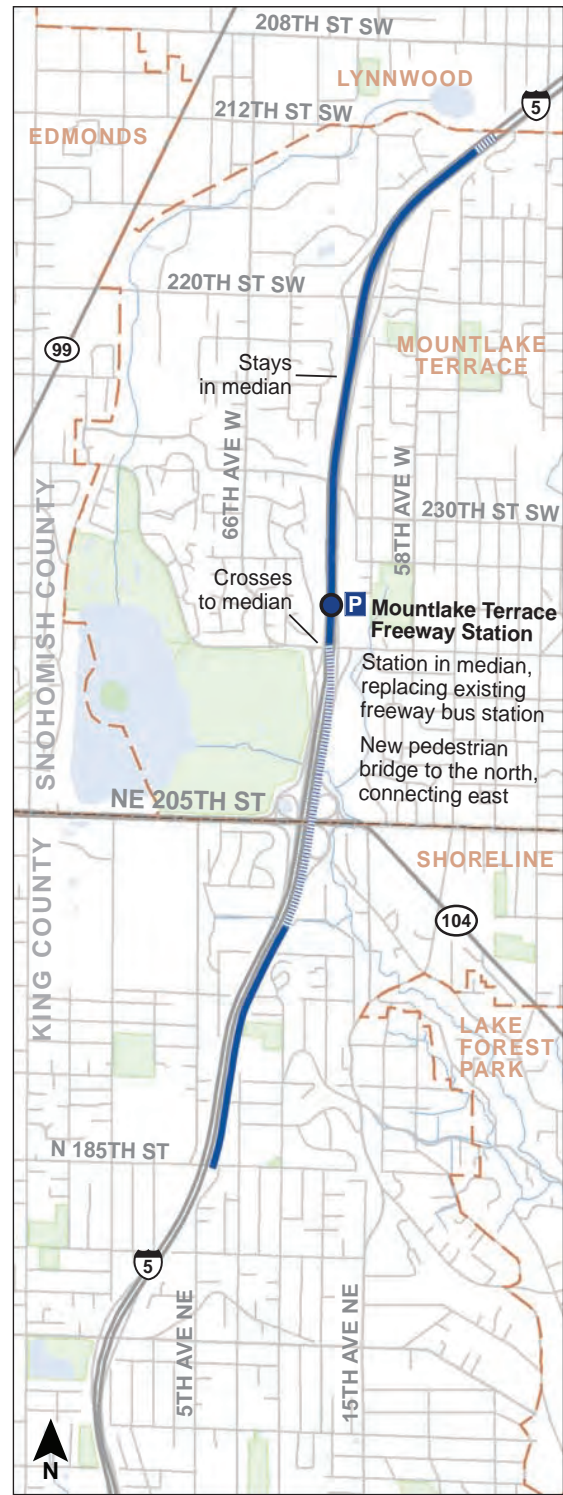 208TH ST SW
LYNNWOOD
5
212TH ST SW
EDMONDS
220TH ST SW
99
MOUNTLAKE
TERRACE
Stays
in median
66TH AVE W
58TH AVE W
230TH ST SW
SNOHOMISH COUNTY
Crosses
to median
P
Mountlake Terrace
Freeway Station
Station in median,
replacing existing
freeway bus station
New pedestrian
bridge to the north,
connecting east
NE 205TH ST
SHORELINE
KING COUNTY
104
LAKE
FOREST
PARK
N 185TH ST
5
5TH AVE NE
15TH AVE NE
N